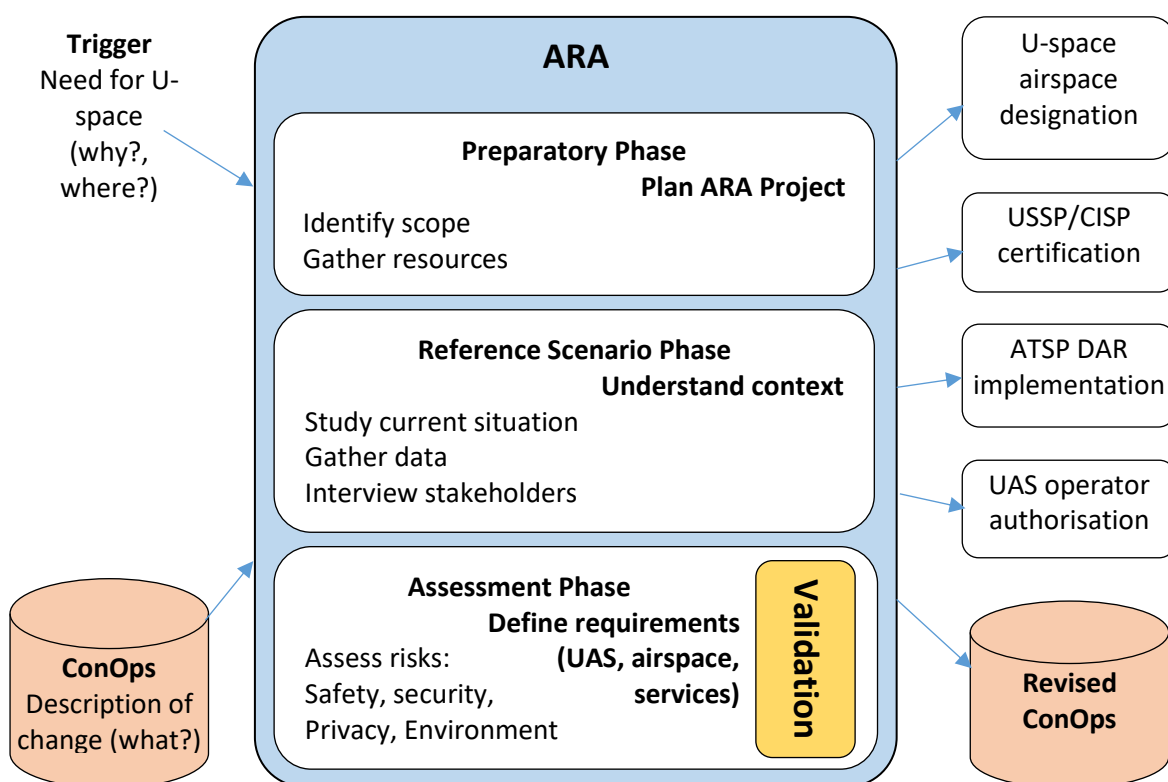 Trigger
Need for U-
space
(why?,
where?)
ConOps
Description of
change (what?)
ARA
Preparatory Phase
Plan ARA Project
Identify scope
Gather resources
Reference Scenario Phase
Understand context
Study current situation
Gather data
Interview stakeholders
Assessment Phase
Define requirements
Assess risks: (UAS, airspace,
Safety, security, services)
Privacy, Environment
Validation
U-space
airspace
designation
USSP/CISP
certification
ATSP DAR
implementation
UAS operator
authorisation
Revised
ConOps